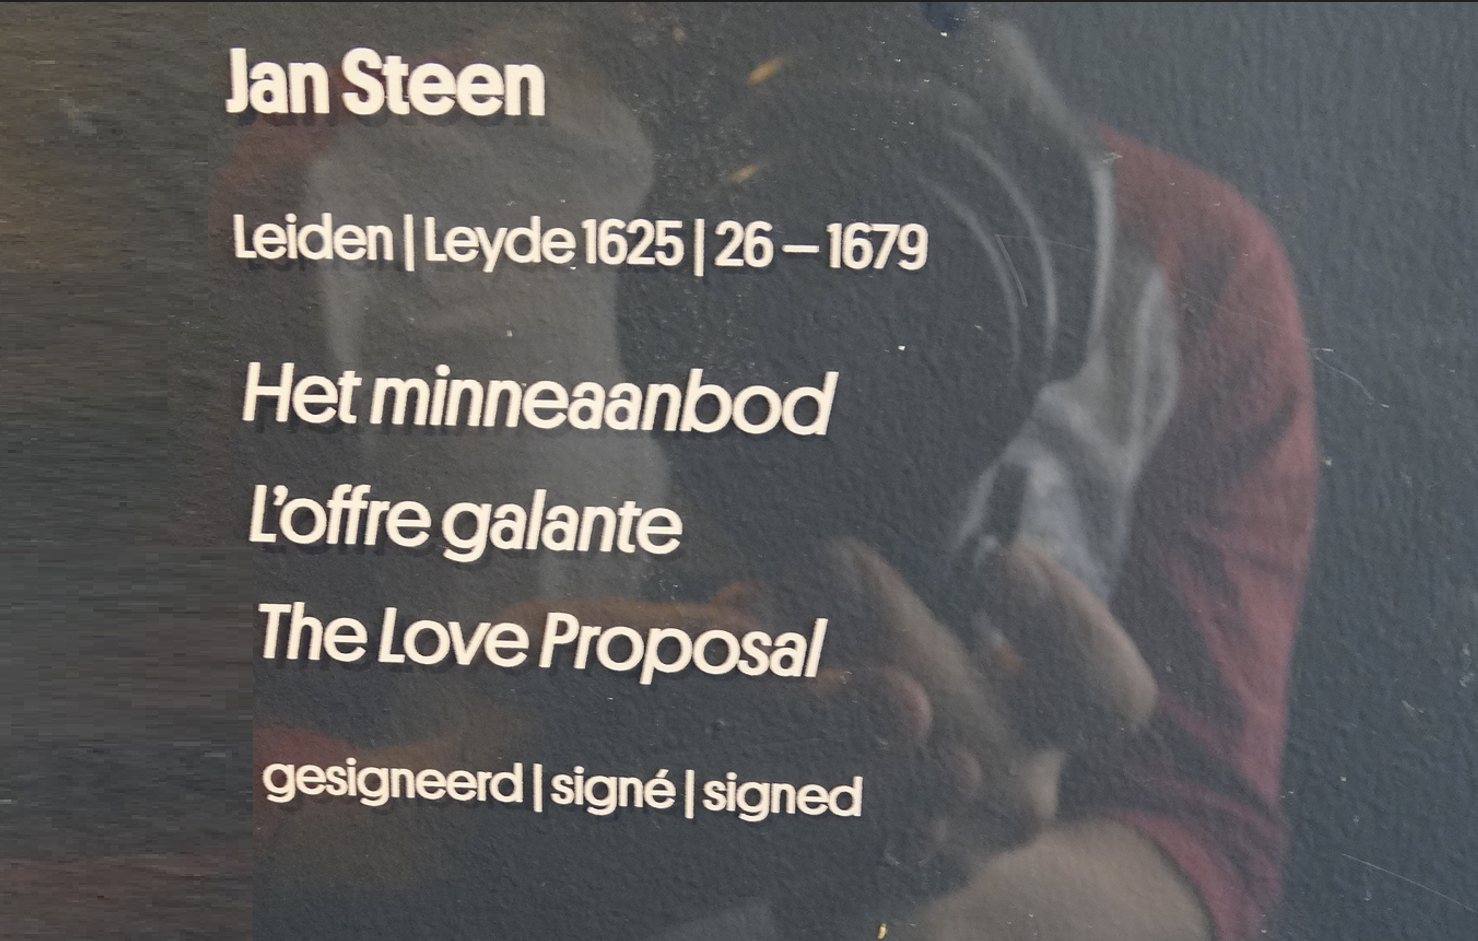 Jan Steen
Leiden | Leyde 1625 | 26 – 1679
Het minneaanbod
L'offre galante
The Love Proposal
gesigneerd | signé | signed